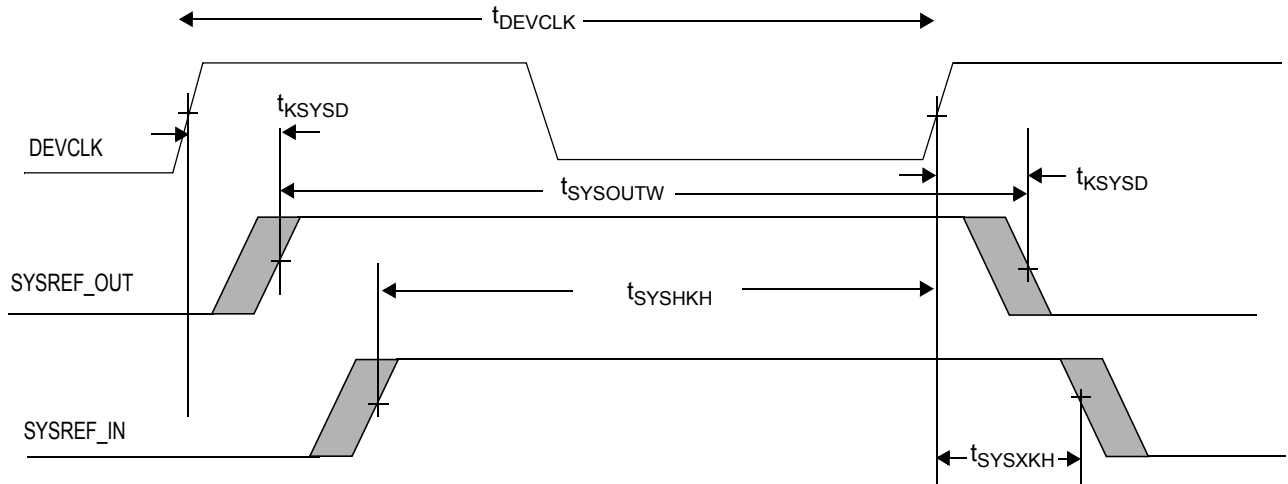 tDEVCLK
tKSYSD
DEVCLK
tSYSOUTW
tKSYSD
SYSREF_OUT
tSYSHKH
SYSREF_IN
tSYSXKH